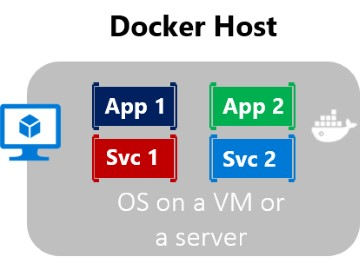 Docker Host
App 1 App 2
Svc 1 Svc 2
OS on a VM or
a server